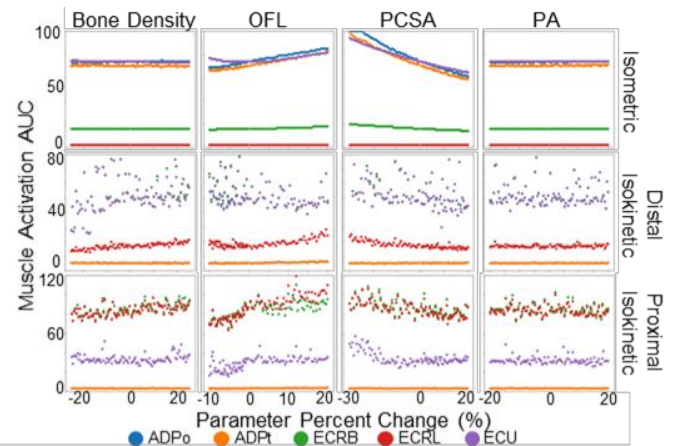 Bone Density OFL PCSA PA
Muscle Activation AUC
100
50
0
Isometric
80
40
0
Distal
Isokinetic
120
60
0
Proximal
Isokinetic
-20 0 20 -10 0 20 -30 0 20 -20 0 20
Parameter Percent Change (%)
ADPo ADPt ECRB ECRL ECU